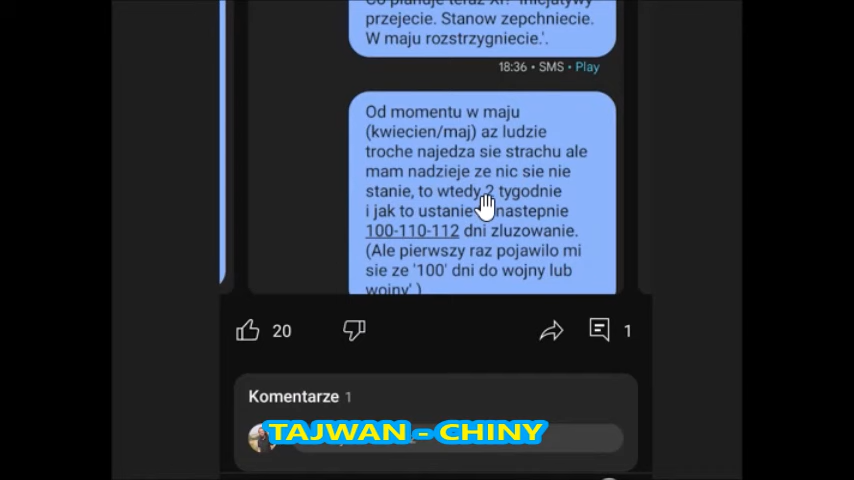 przejecie. Stanow zepchniecie.
W maju rozstrzygniecie.'.
18:36 • SMS • Play
Od momentu w maju
(kwiecien/maj) az ludzie
troche najedza sie strachu ale
mam nadzieje ze nic sie nie
stanie, to wtedy 2 tygodnie
i jak to ustanie nastepnie
100-110-112 dni zluzowanie.
(Ale pierwszy raz pojawilo mi
sie ze '100' dni do wojny lub
wojny'.)
20
1
Komentarze 1
TAJWAN - CHINY